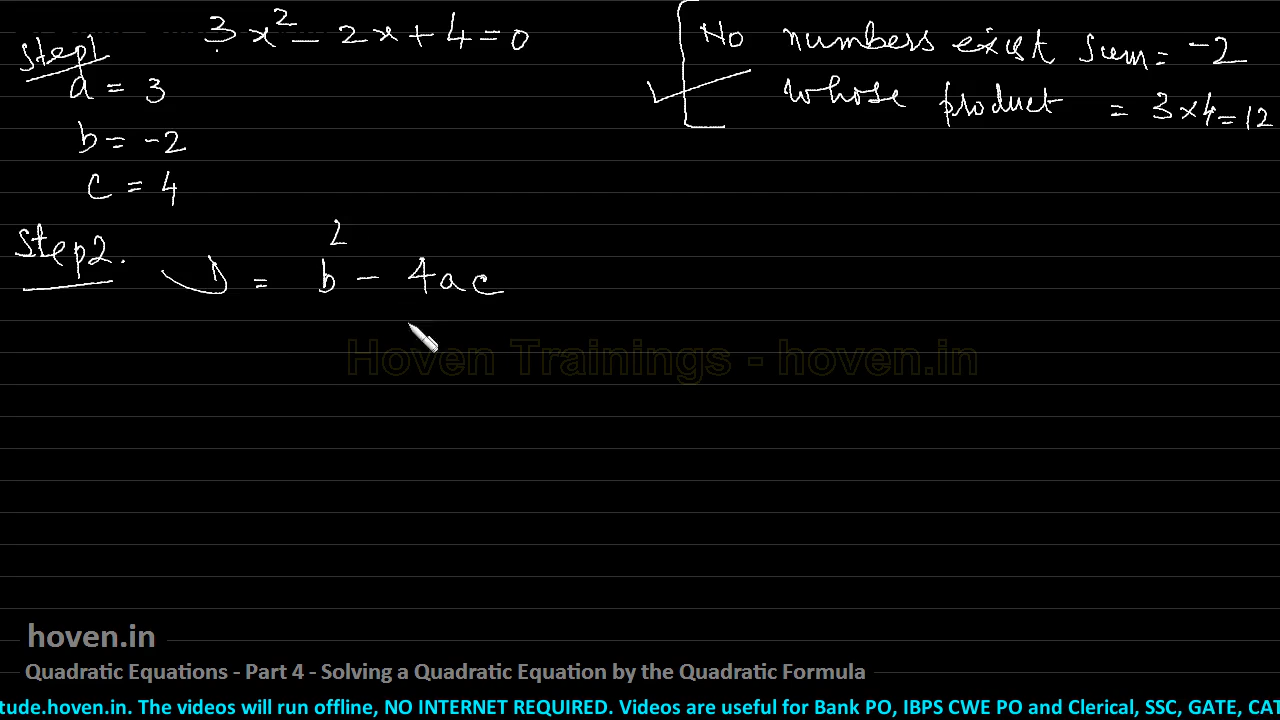 3x² - 2x + 4 = 0
Step1
a = 3
b = -2
c = 4
No numbers exist sum = -2
whose product = 3 × 4 = 12
Step2. D = b² - 4ac
Hoven Trainings - hoven.in
hoven.in
Quadratic Equations - Part 4 - Solving a Quadratic Equation by the Quadratic Formula
tude.hoven.in. The videos will run offline, NO INTERNET REQUIRED. Videos are useful for Bank PO, IBPS CWE PO and Clerical, SSC, GATE, CAT